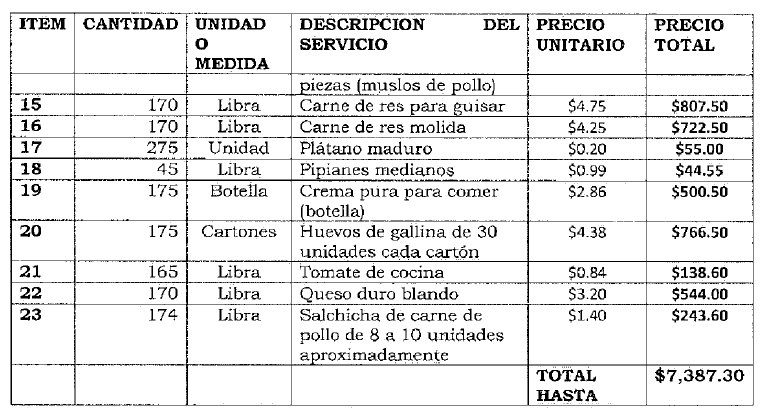 ITEM CANTIDAD UNIDAD O MEDIDA DESCRIPCION DEL SERVICIO PRECIO UNITARIO PRECIO TOTAL
piezas (muslos de pollo)
15 170 Libra Carne de res para guisar $4.75 $807.50
16 170 Libra Carne de res molida $4.25 $722.50
17 275 Unidad Plátano maduro $0.20 $55.00
18 45 Libra Pipianes medianos $0.99 $44.55
19 175 Botella Crema pura para comer $2.86 $500.50
(botella)
20 175 Cartones Huevos de gallina de 30 $4.38 $766.50
unidades cada cartón
21 165 Libra Tomate de cocina $0.84 $138.60
22 170 Libra Queso duro blando $3.20 $544.00
23 174 Libra Salchicha de carne de $1.40 $243.60
pollo de 8 a 10 unidades
aproximadamente
TOTAL HASTA $7,387.30